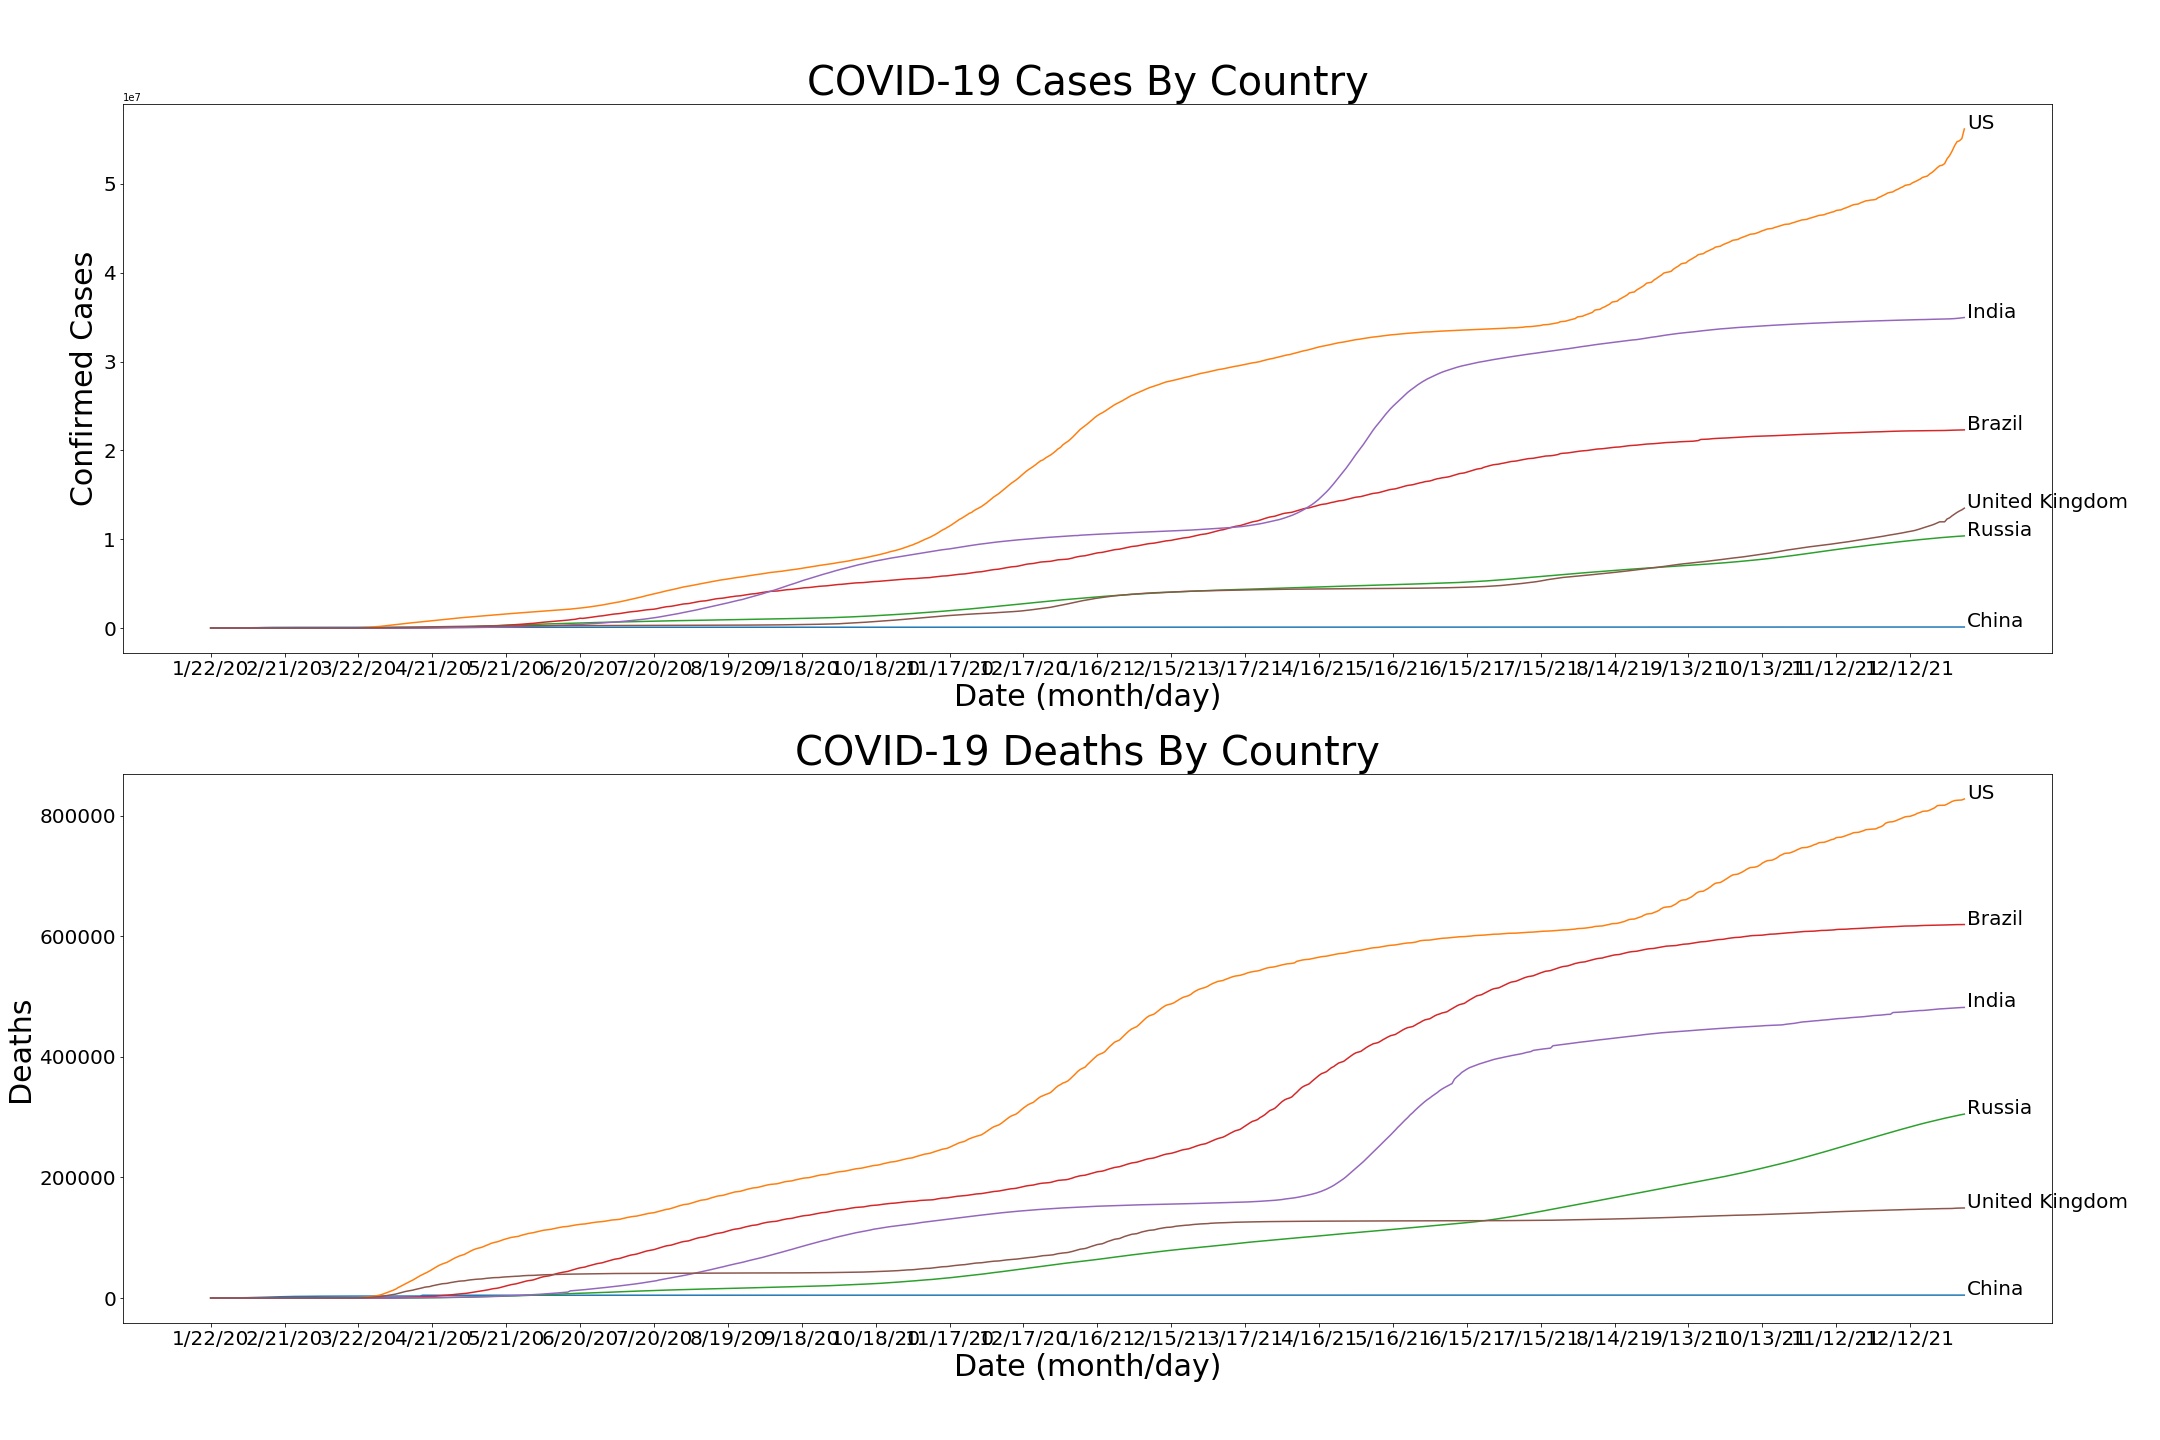 COVID-19 Cases By Country
1e7
US
5
4
India
3
Brazil
2
United Kingdom
1
Russia
China
0
Confirmed Cases
1/22/20 2/21/20 3/22/20 4/21/20 5/21/20 6/20/20 7/20/20 8/19/20 9/18/20 10/18/20 11/17/20 12/17/20 1/16/21 2/15/21 3/17/21 4/16/21 5/16/21 6/15/21 7/15/21 8/14/21 9/13/21 10/13/21 11/12/21 12/12/21
Date (month/day)
COVID-19 Deaths By Country
US
800000
Brazil
600000
India
400000
Russia
200000
United Kingdom
China
0
Deaths
1/22/20 2/21/20 3/22/20 4/21/20 5/21/20 6/20/20 7/20/20 8/19/20 9/18/20 10/18/20 11/17/20 12/17/20 1/16/21 2/15/21 3/17/21 4/16/21 5/16/21 6/15/21 7/15/21 8/14/21 9/13/21 10/13/21 11/12/21 12/12/21
Date (month/day)